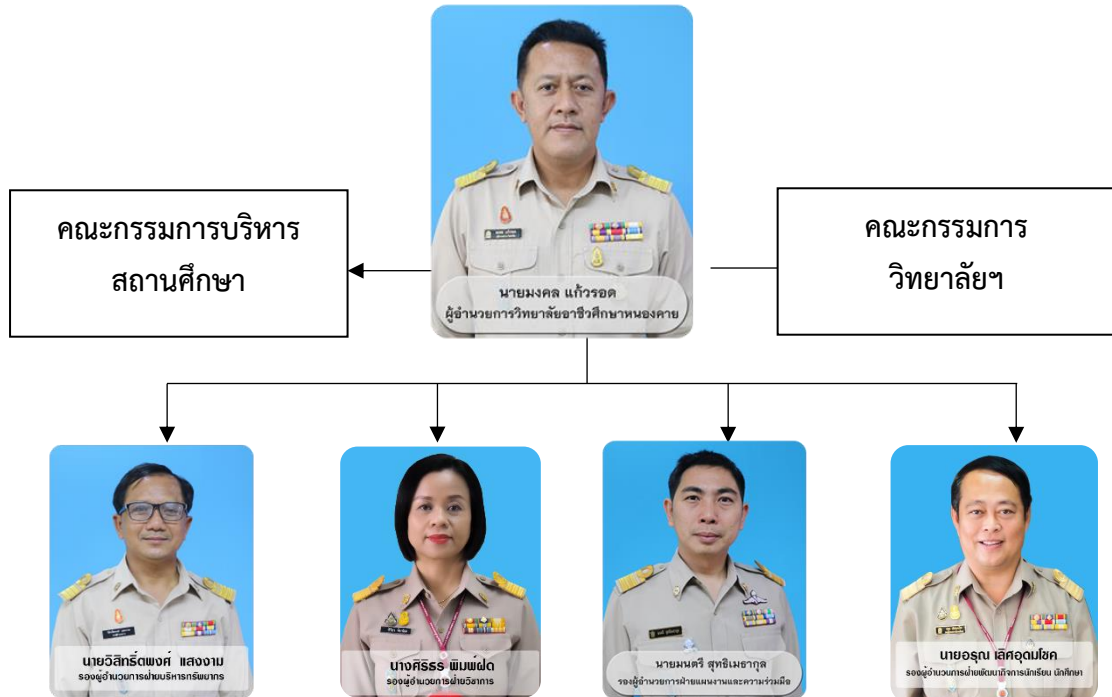 คณะกรรมการบริหาร
สถานศึกษา
นายมงคล แก้วรอด
ผู้อำนวยการวิทยาลัยอาชีวศึกษาหนองคาย
คณะกรรมการ
วิทยาลัยฯ
นายวิสิทธิ์ตพงศ์ แสงงาม
รองผู้อำนวยการฝ่ายบริหารทรัพยากร
นางศิริธร พิมพ์ฝด
รองผู้อำนวยการฝ่ายวิชาการ
นายมนตรี สุทธิเมธากุล
รองผู้อำนวยการฝ่ายแผนงานและความร่วมมือ
นายอรุณ เลิศอุดมโชค
รองผู้อำนวยการฝ่ายพัฒนากิจการนักเรียน นักศึกษา